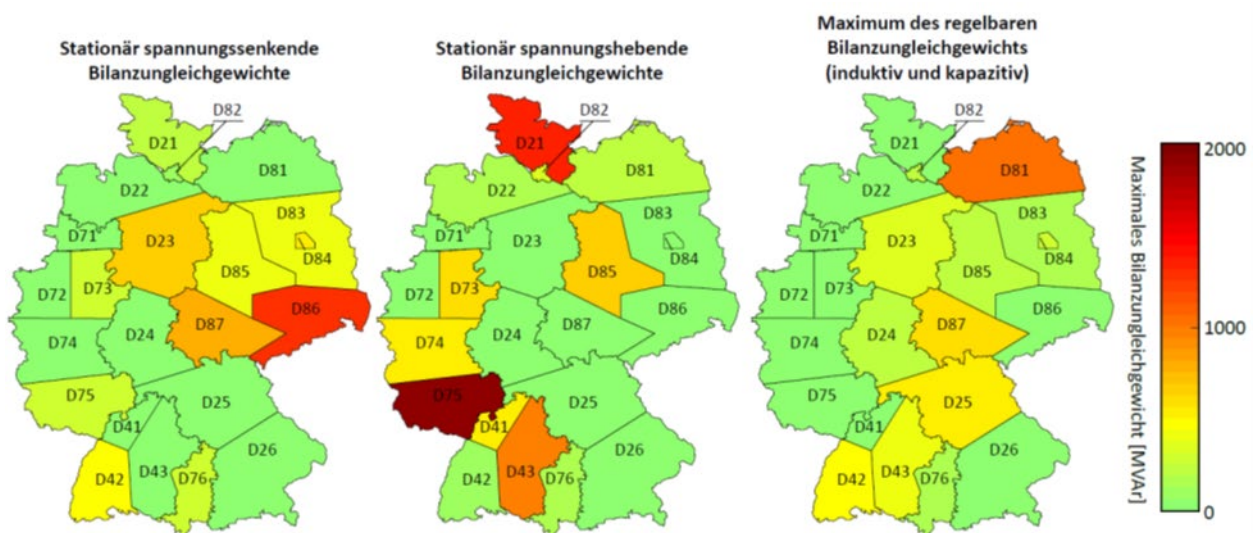 Stationär spannungssenkende
Bilanzungleichgewichte
Stationär spannungshebende
Bilanzungleichgewichte
Maximum des regelbaren
Bilanzungleichgewichts
(induktiv und kapazitiv)
D82
D21
D81
D22
D83
D71
D23
D84
D85
D72
D73
D86
D87
D24
D74
D75
D25
D41
D26
D42
D43
D76
D82
D21
D81
D22
D83
D71
D23
D84
D85
D72
D73
D86
D87
D24
D74
D75
D25
D41
D26
D42
D43
D76
D82
D21
D81
D22
D83
D71
D23
D84
D85
D72
D73
D86
D87
D24
D74
D75
D25
D41
D26
D42
D43
D76
2000
1000
0
Maximales Bilanzungleichgewicht [MVAr]